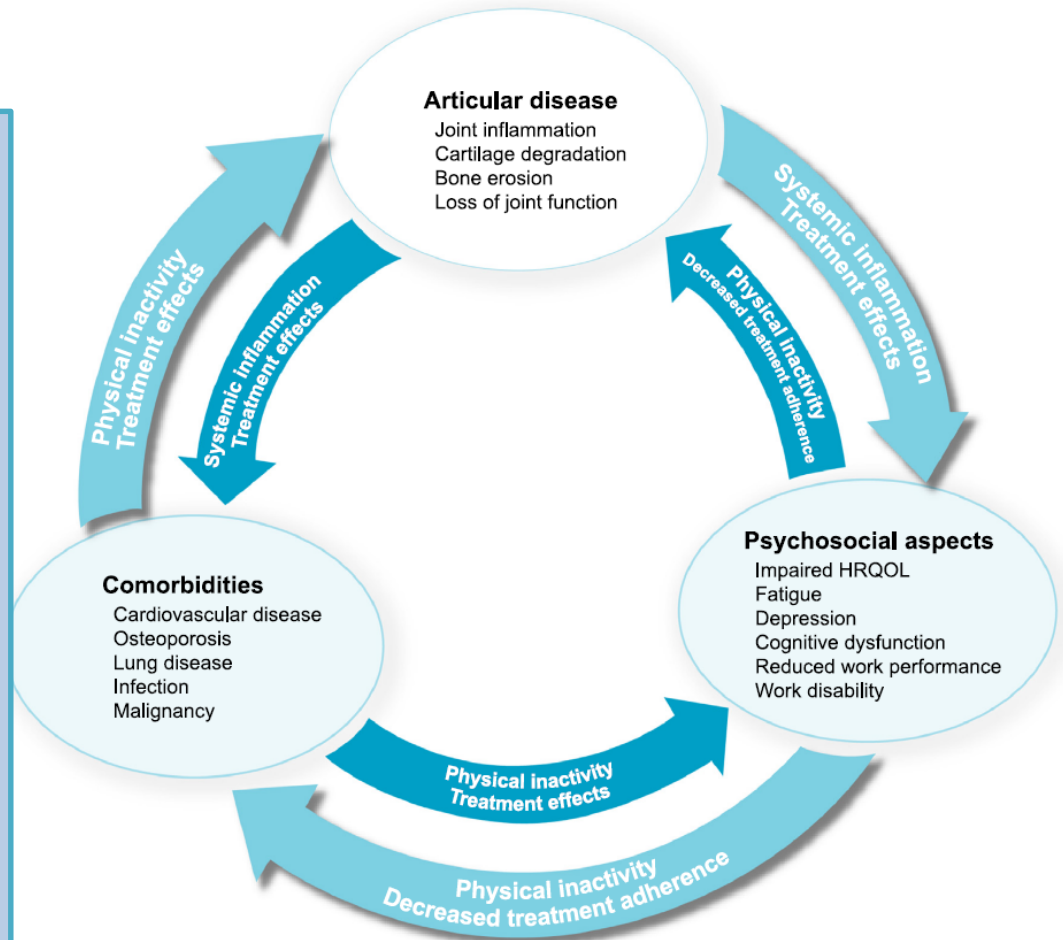 Articular disease
Joint inflammation
Cartilage degradation
Bone erosion
Loss of joint function
Physical inactivity
Treatment effects
Systemic inflammation
Treatment effects
Physical inactivity
Decreased treatment adherence
Systemic inflammation
Treatment effects
Comorbidities
Cardiovascular disease
Osteoporosis
Lung disease
Infection
Malignancy
Psychosocial aspects
Impaired HRQOL
Fatigue
Depression
Cognitive dysfunction
Reduced work performance
Work disability
Physical inactivity
Treatment effects
Physical inactivity
Decreased treatment adherence